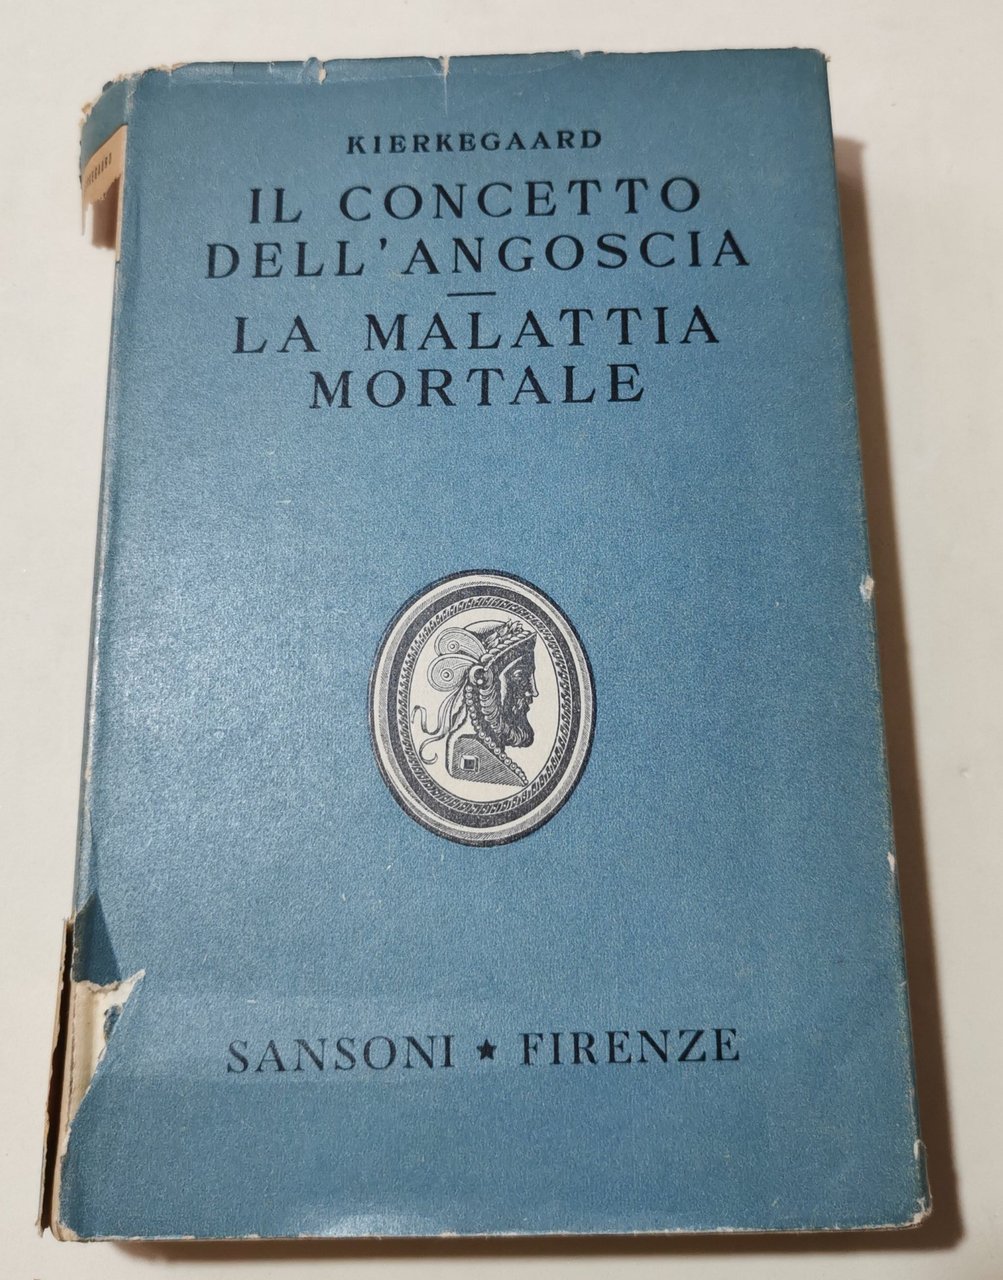 KIERKEGAARD
IL CONCETTO
DELL'ANGOSCIA
LA MALATTIA
MORTALE
SANSONI ★ FIRENZE